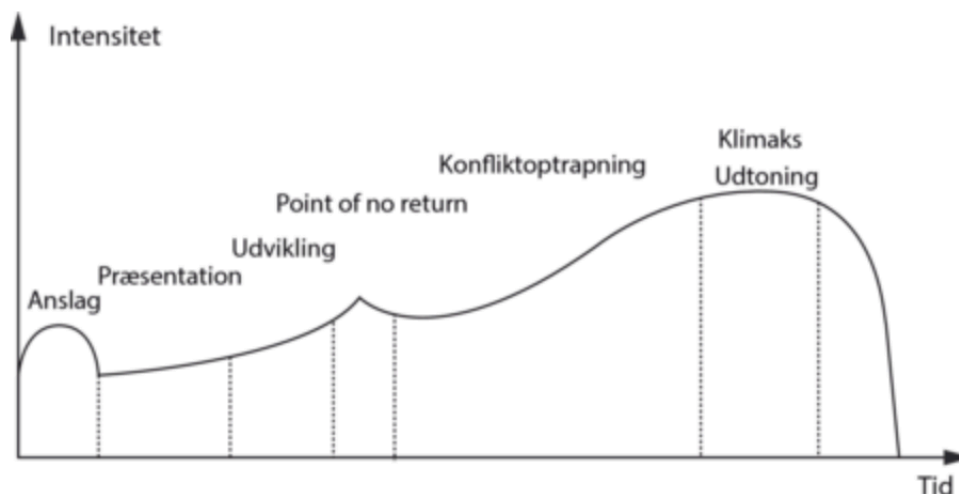 Intensitet
Anslag
Præsentation
Udvikling
Point of no return
Konfliktoptrapning
Klimaks
Udtoning
Tid